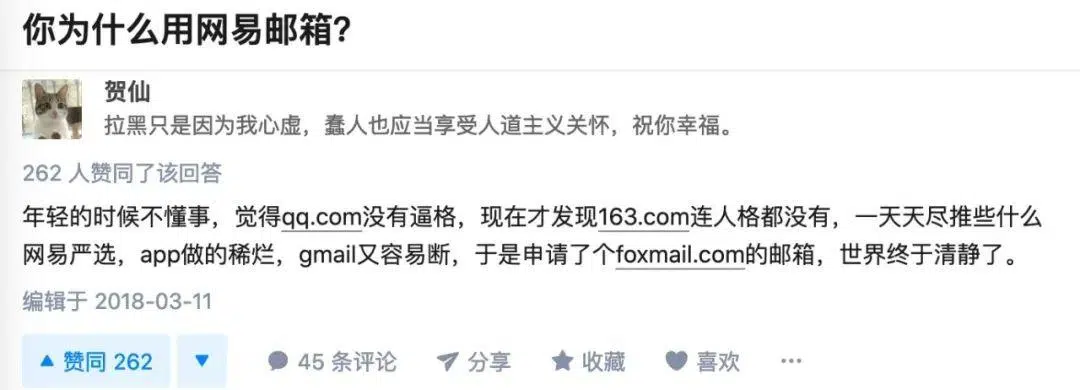 你为什么用网易邮箱？
贺仙
拉黑只是因为我心虚，蠢人也应当享受人道主义关怀，祝你幸福。
262 人赞同了该回答
年轻的时候不懂事，觉得qq.com没有逼格，现在才发现163.com连人格都没有，一天天尽推些什么
网易严选，app做的稀烂，gmail又容易断，于是申请了个foxmail.com的邮箱，世界终于清静了。
编辑于 2018-03-11
赞同 262 45 条评论 分享 收藏 喜欢